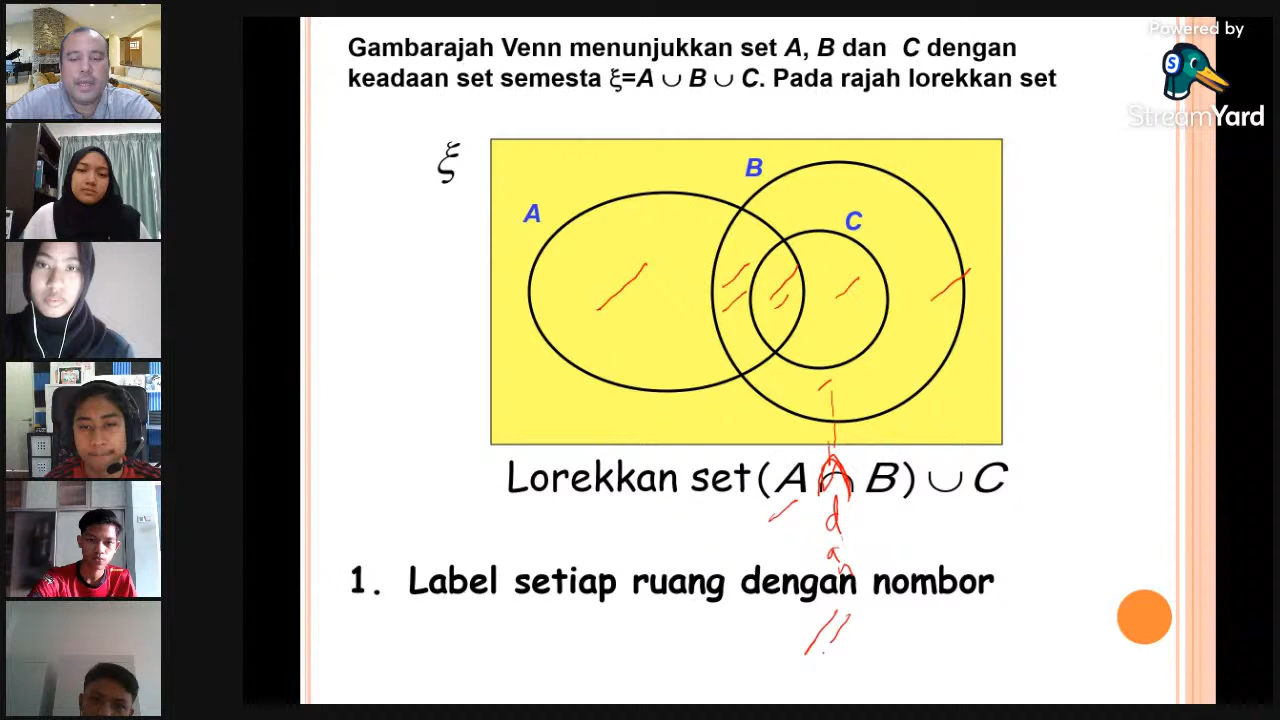 Powered by
StreamYard
Gambarajah Venn menunjukkan set A, B dan C dengan
keadaan set semesta ξ=A ∪ B ∪ C. Pada rajah lorekkan set
ξ
B
A
C
Lorekkan set (A ∩ B) ∪ C
dan
1. Label setiap ruang dengan nombor